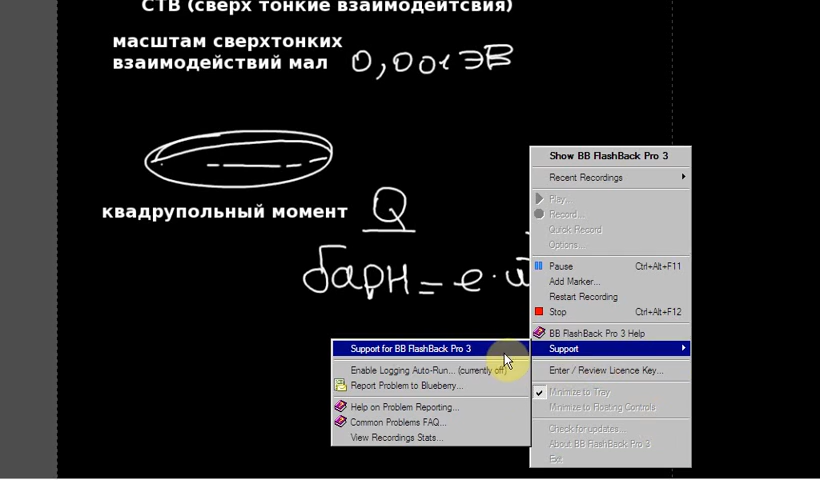 СТВ (сверх тонкие взаимодейтсвия)
масштам сверхтонких
взаимодействий мал 0,001 эВ
квадрупольный момент Q
барн = e ·
Show BB FlashBack Pro 3
Recent Recordings
Play...
Record...
Quick Record
Options...
Pause Ctrl+Alt+F11
Add Marker...
Restart Recording
Stop Ctrl+Alt+F12
BB FlashBack Pro 3 Help
Support
Enter / Review Licence Key...
Minimize to Tray
Minimize to Floating Controls
Check for updates...
About BB FlashBack Pro 3
Exit
Support for BB FlashBack Pro 3
Enable Logging Auto-Run... (currently off)
Report Problem to Blueberry...
Help on Problem Reporting...
Common Problems FAQ...
View Recordings Stats...